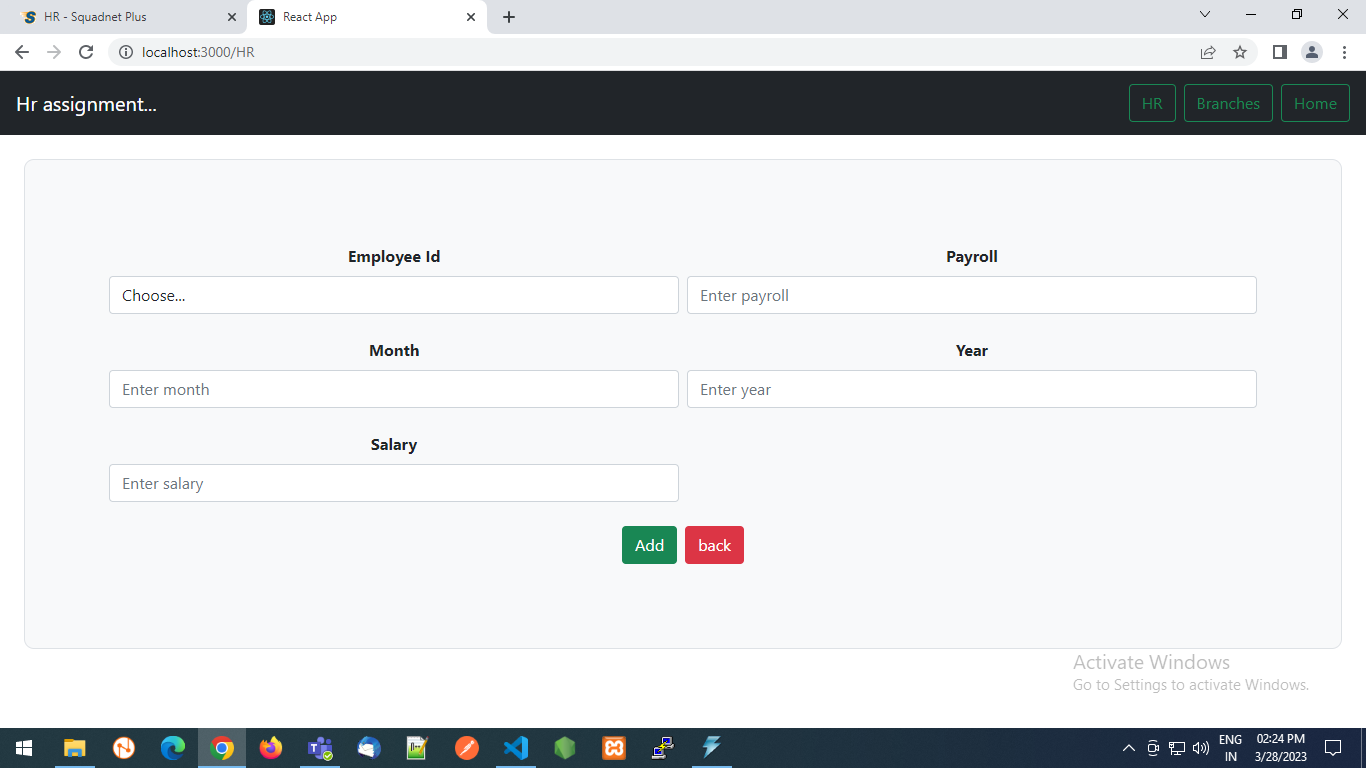 HR - Squadnet Plus
React App
localhost:3000/HR
Hr assignment...
HR
Branches
Home
Employee Id
Payroll
Choose...
Enter payroll
Month
Year
Enter month
Enter year
Salary
Enter salary
Add
back
Activate Windows
Go to Settings to activate Windows.
ENG
IN
02:24 PM
3/28/2023